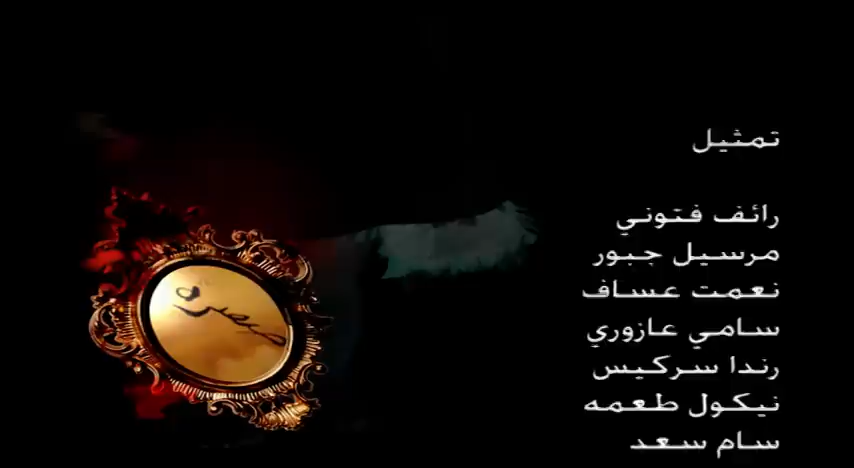 تمثيل
رائف فتوني
مرسيل جبور
نعمت عساف
سامي عازوري
رندا سركيس
نيكول طعمه
سام سعد